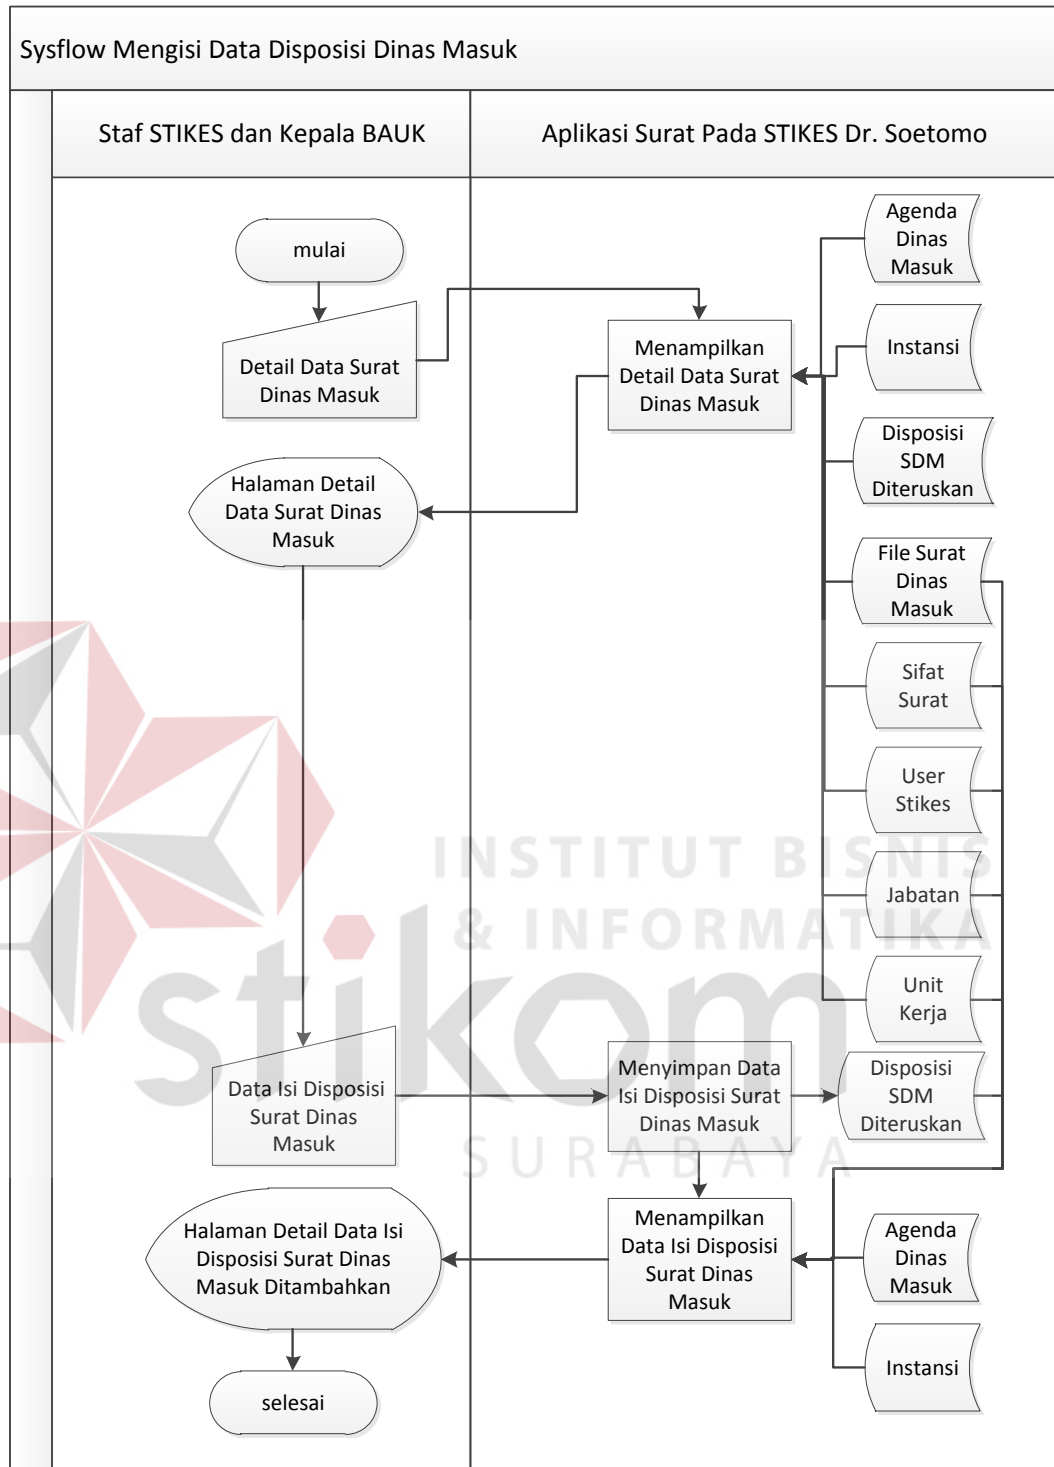 Sysflow Mengisi Data Disposisi Dinas Masuk
Staf STIKES dan Kepala BAUK
Aplikasi Surat Pada STIKES Dr. Soetomo
mulai
Detail Data Surat
Dinas Masuk
Menampilkan
Detail Data Surat
Dinas Masuk
Agenda
Dinas
Masuk
Instansi
Disposisi
SDM
Diteruskan
Halaman Detail
Data Surat Dinas
Masuk
File Surat
Dinas
Masuk
Sifat
Surat
User
Stikes
Jabatan
Unit
Kerja
INSTITUT BISNIS
& INFORMATIKA
stikom
SURABAYA
Data Isi Disposisi
Surat Dinas
Masuk
Menyimpan Data
Isi Disposisi Surat
Dinas Masuk
Disposisi
SDM
Diteruskan
Halaman Detail Data Isi
Disposisi Surat Dinas
Masuk Ditambahkan
Menampilkan
Data Isi Disposisi
Surat Dinas
Masuk
Agenda
Dinas
Masuk
Instansi
selesai